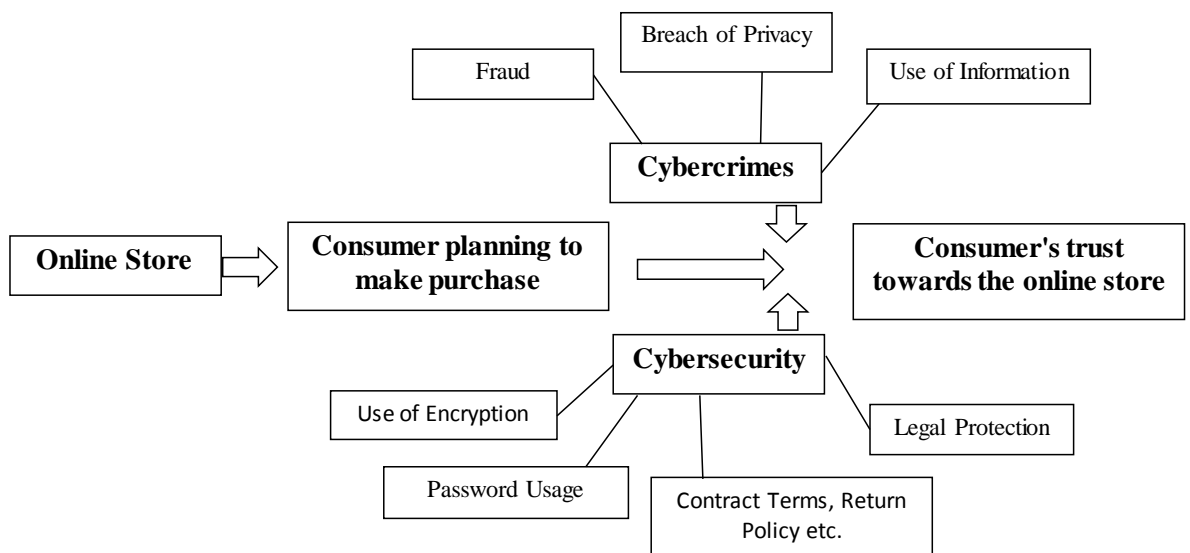 Breach of Privacy
Fraud
Use of Information
Cybercrimes
Online Store
Consumer planning to
make purchase
Consumer's trust
towards the online store
Cybersecurity
Use of Encryption
Legal Protection
Password Usage
Contract Terms, Return
Policy etc.